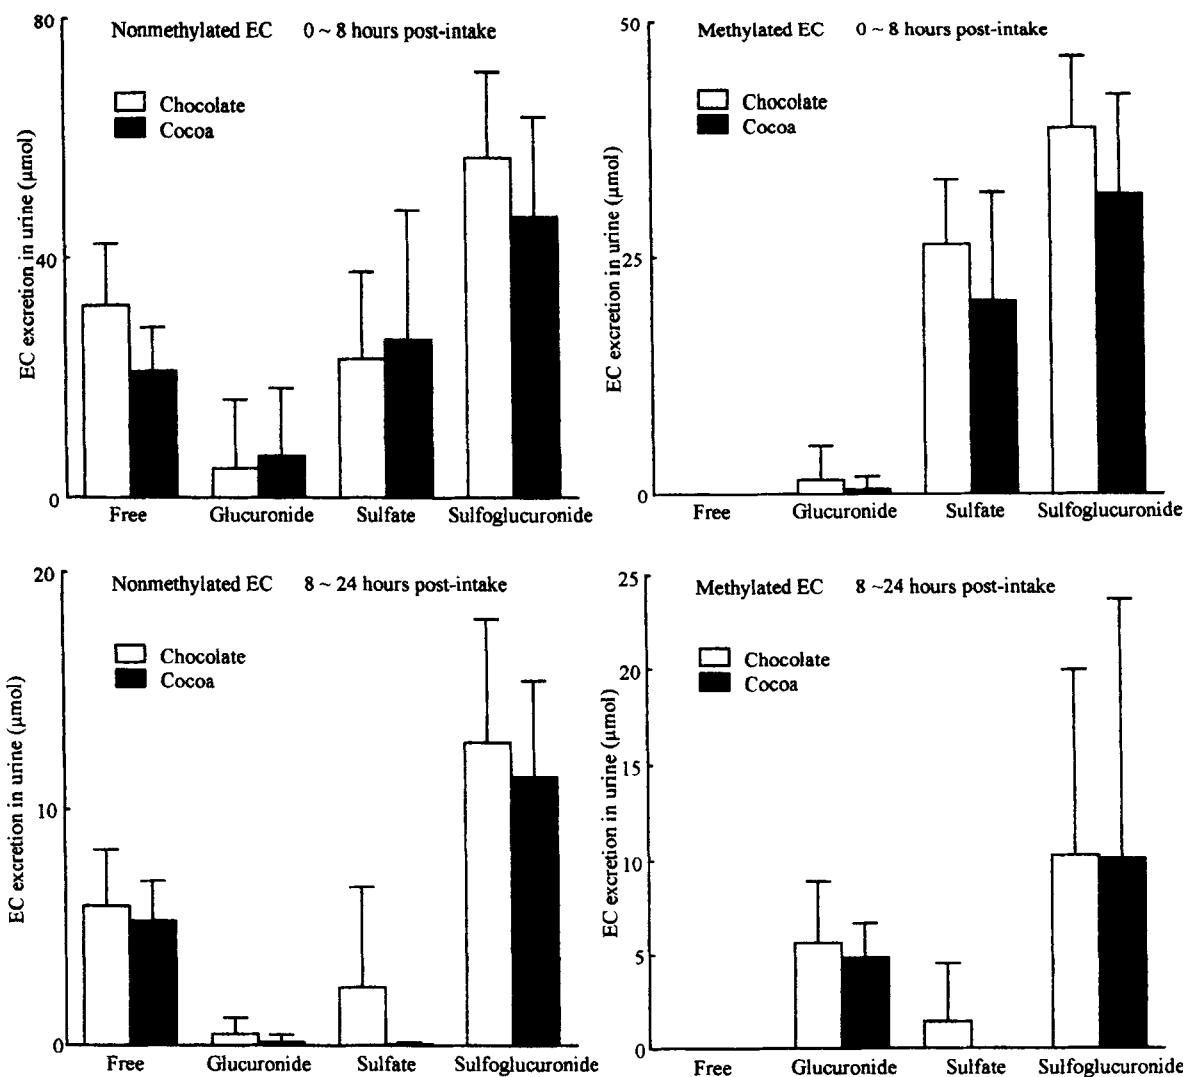 80
Nonmethylated EC 0 ~ 8 hours post-intake
Chocolate
Cocoa
EC excretion in urine (μmol)
40
0
Free Glucuronide Sulfate Sulfoglucuronide
50
Methylated EC 0 ~ 8 hours post-intake
Chocolate
Cocoa
EC excretion in urine (μmol)
25
0
Free Glucuronide Sulfate Sulfoglucuronide
20
Nonmethylated EC 8 ~ 24 hours post-intake
Chocolate
Cocoa
EC excretion in urine (μmol)
10
0
Free Glucuronide Sulfate Sulfoglucuronide
25
Methylated EC 8 ~24 hours post-intake
Chocolate
Cocoa
EC excretion in urine (μmol)
20
15
10
5
0
Free Glucuronide Sulfate Sulfoglucuronide